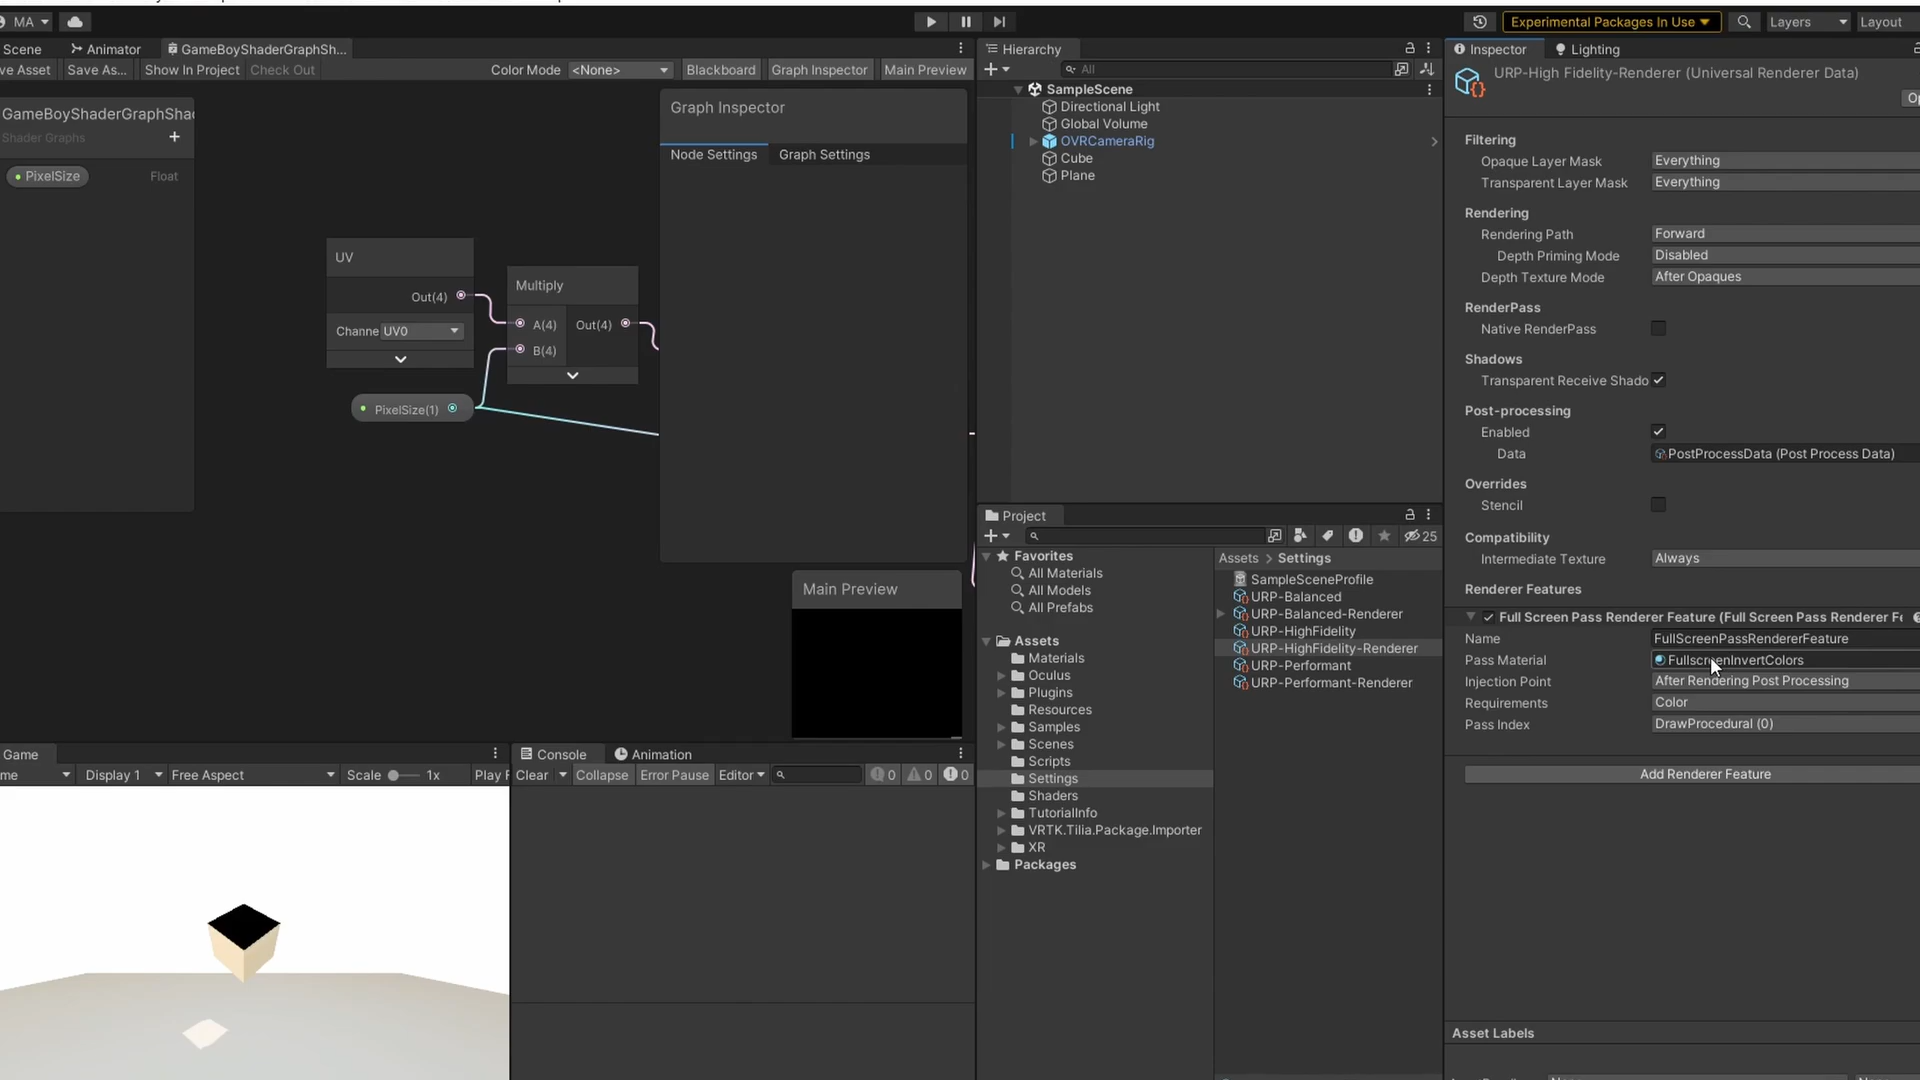 MA
Experimental Packages In Use
Layers
Layout
Scene
Animator
GameBoyShaderGraphSh...
ve Asset
Save As...
Show In Project
Check Out
Color Mode
<None>
Blackboard
Graph Inspector
Main Preview
GameBoyShaderGraphSha
Shader Graphs
+
PixelSize
Float
UV
Out(4)
Channe
UV0
Multiply
A(4)
Out(4)
B(4)
PixelSize(1)
Graph Inspector
Node Settings
Graph Settings
Main Preview
Hierarchy
All
SampleScene
Directional Light
Global Volume
OVRCameraRig
Cube
Plane
Project
25
Favorites
All Materials
All Models
All Prefabs
Assets
Materials
Oculus
Plugins
Resources
Samples
Scenes
Scripts
Settings
Shaders
TutorialInfo
VRTK.Tilia.Package.Importer
XR
Packages
Assets > Settings
SampleSceneProfile
URP-Balanced
URP-Balanced-Renderer
URP-HighFidelity
URP-HighFidelity-Renderer
URP-Performant
URP-Performant-Renderer
Game
me
Display 1
Free Aspect
Scale
1x
Play F
Console
Animation
Clear
Collapse
Error Pause
Editor
0
0
0
Inspector
Lighting
URP-High Fidelity-Renderer (Universal Renderer Data)
Op
Filtering
Opaque Layer Mask
Everything
Transparent Layer Mask
Everything
Rendering
Rendering Path
Forward
Depth Priming Mode
Disabled
Depth Texture Mode
After Opaques
RenderPass
Native RenderPass
Shadows
Transparent Receive Shado
Post-processing
Enabled
Data
PostProcessData (Post Process Data)
Overrides
Stencil
Compatibility
Intermediate Texture
Always
Renderer Features
Full Screen Pass Renderer Feature (Full Screen Pass Renderer Fe
Name
FullScreenPassRendererFeature
Pass Material
FullscreenInvertColors
Injection Point
After Rendering Post Processing
Requirements
Color
Pass Index
DrawProcedural (0)
Add Renderer Feature
Asset Labels